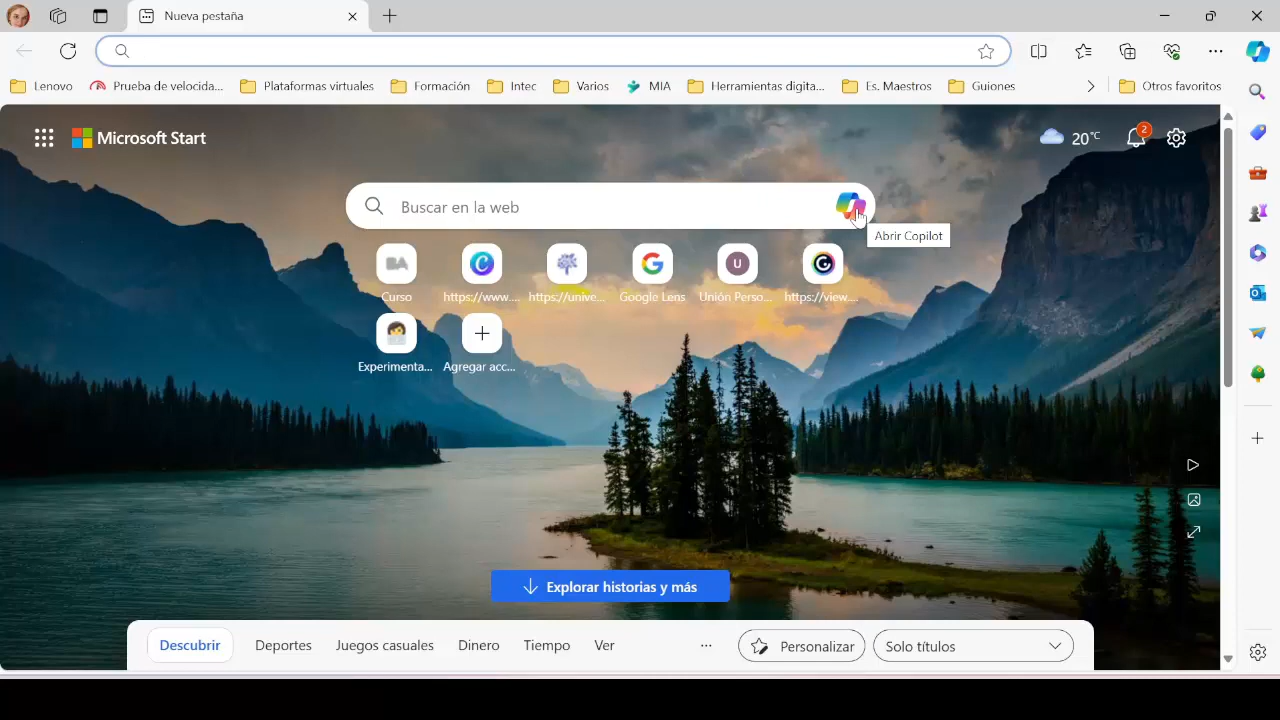 Nueva pestaña
Lenovo
Prueba de velocida...
Plataformas virtuales
Formación
Intec
Varios
MIA
Herramientas digita...
Es. Maestros
Guiones
Otros favoritos
Microsoft Start
20°C
2
Buscar en la web
Abrir Copilot
BA
Curso
https://www....
https://unive...
Google Lens
U
Unión Perso...
https://view....
Experimenta...
Agregar acc...
Explorar historias y más
Descubrir
Deportes
Juegos casuales
Dinero
Tiempo
Ver
...
Personalizar
Solo títulos